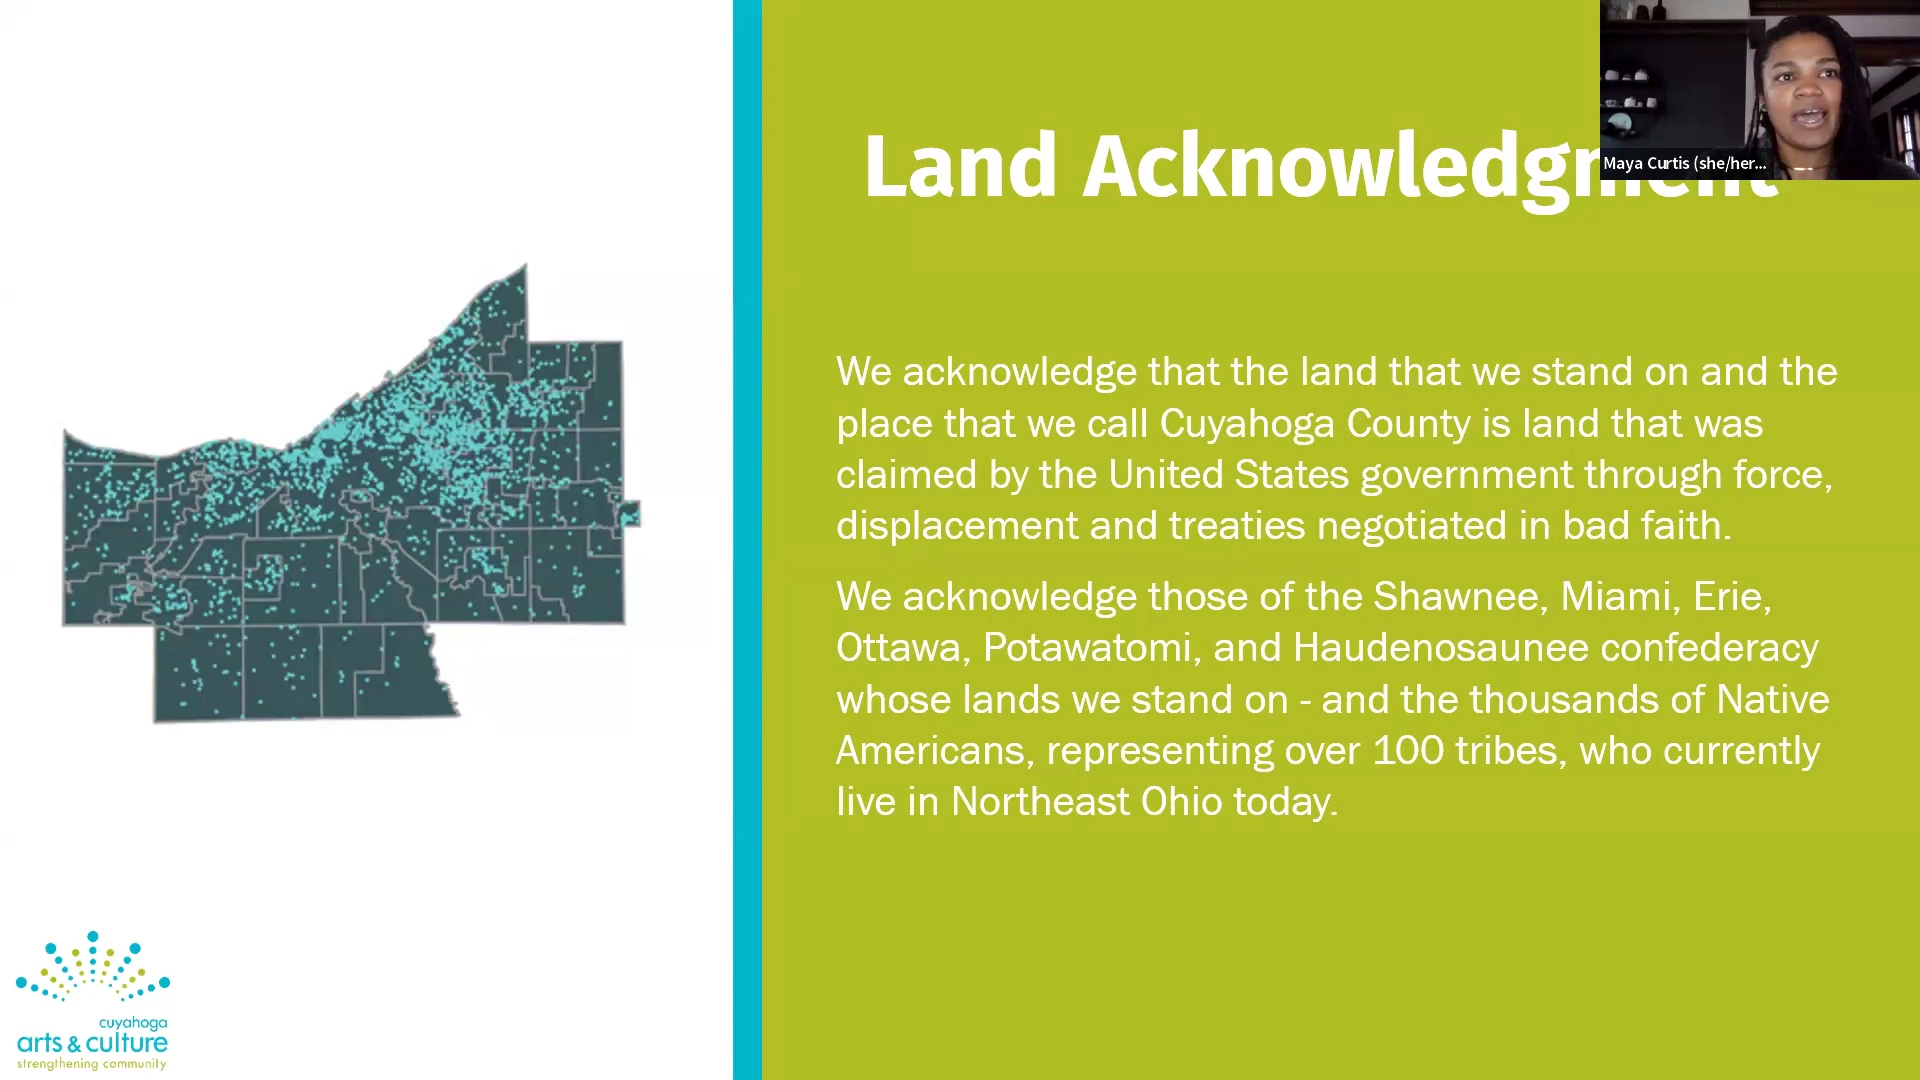 Land Acknowledgment
Maya Curtis (she/her...
We acknowledge that the land that we stand on and the
place that we call Cuyahoga County is land that was
claimed by the United States government through force,
displacement and treaties negotiated in bad faith.
We acknowledge those of the Shawnee, Miami, Erie,
Ottawa, Potawatomi, and Haudenosaunee confederacy
whose lands we stand on - and the thousands of Native
Americans, representing over 100 tribes, who currently
live in Northeast Ohio today.
cuyahoga
arts & culture
strengthening community